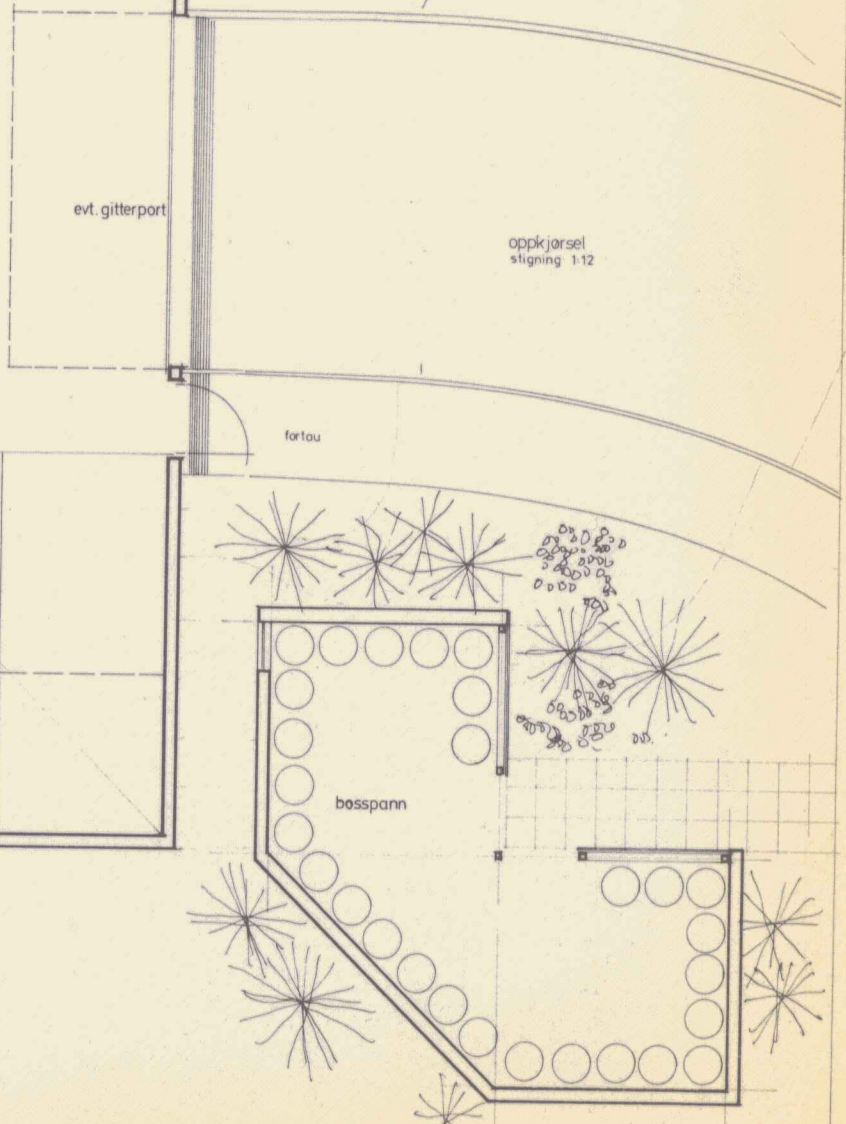 evt. gitterport
oppkjørsel
stigning 1:12
fortau
bosspann